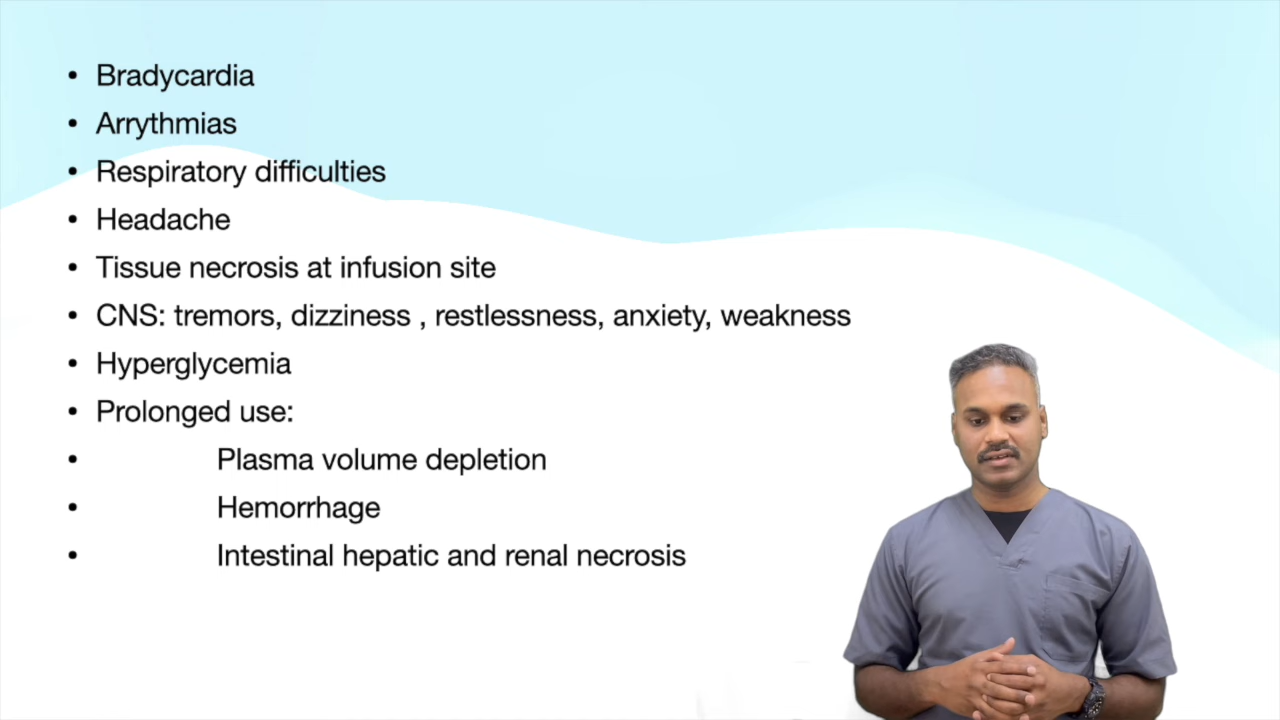 • Bradycardia
• Arrythmias
• Respiratory difficulties
• Headache
• Tissue necrosis at infusion site
• CNS: tremors, dizziness , restlessness, anxiety, weakness
• Hyperglycemia
• Prolonged use:
• Plasma volume depletion
• Hemorrhage
• Intestinal hepatic and renal necrosis